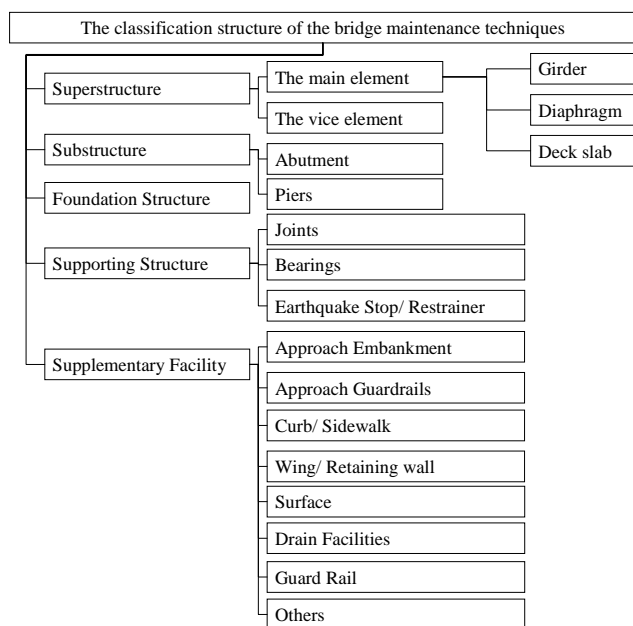 The classification structure of the bridge maintenance techniques
Superstructure
The main element
Girder
Diaphragm
Deck slab
The vice element
Substructure
Abutment
Piers
Foundation Structure
Supporting Structure
Joints
Bearings
Earthquake Stop/ Restrainer
Supplementary Facility
Approach Embankment
Approach Guardrails
Curb/ Sidewalk
Wing/ Retaining wall
Surface
Drain Facilities
Guard Rail
Others